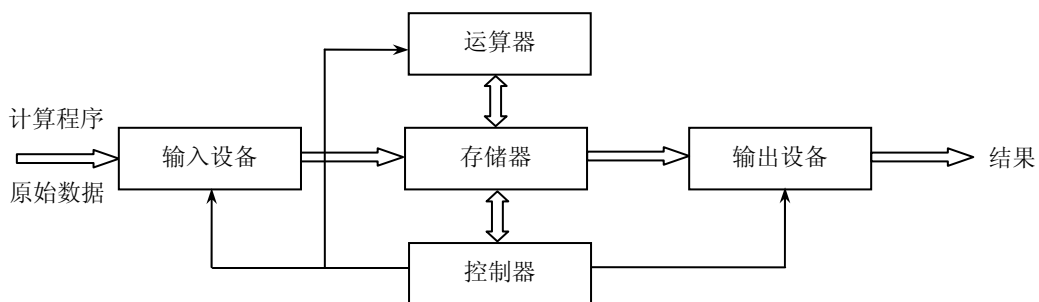 运算器
计算程序
输入设备
存储器
输出设备
结果
原始数据
控制器